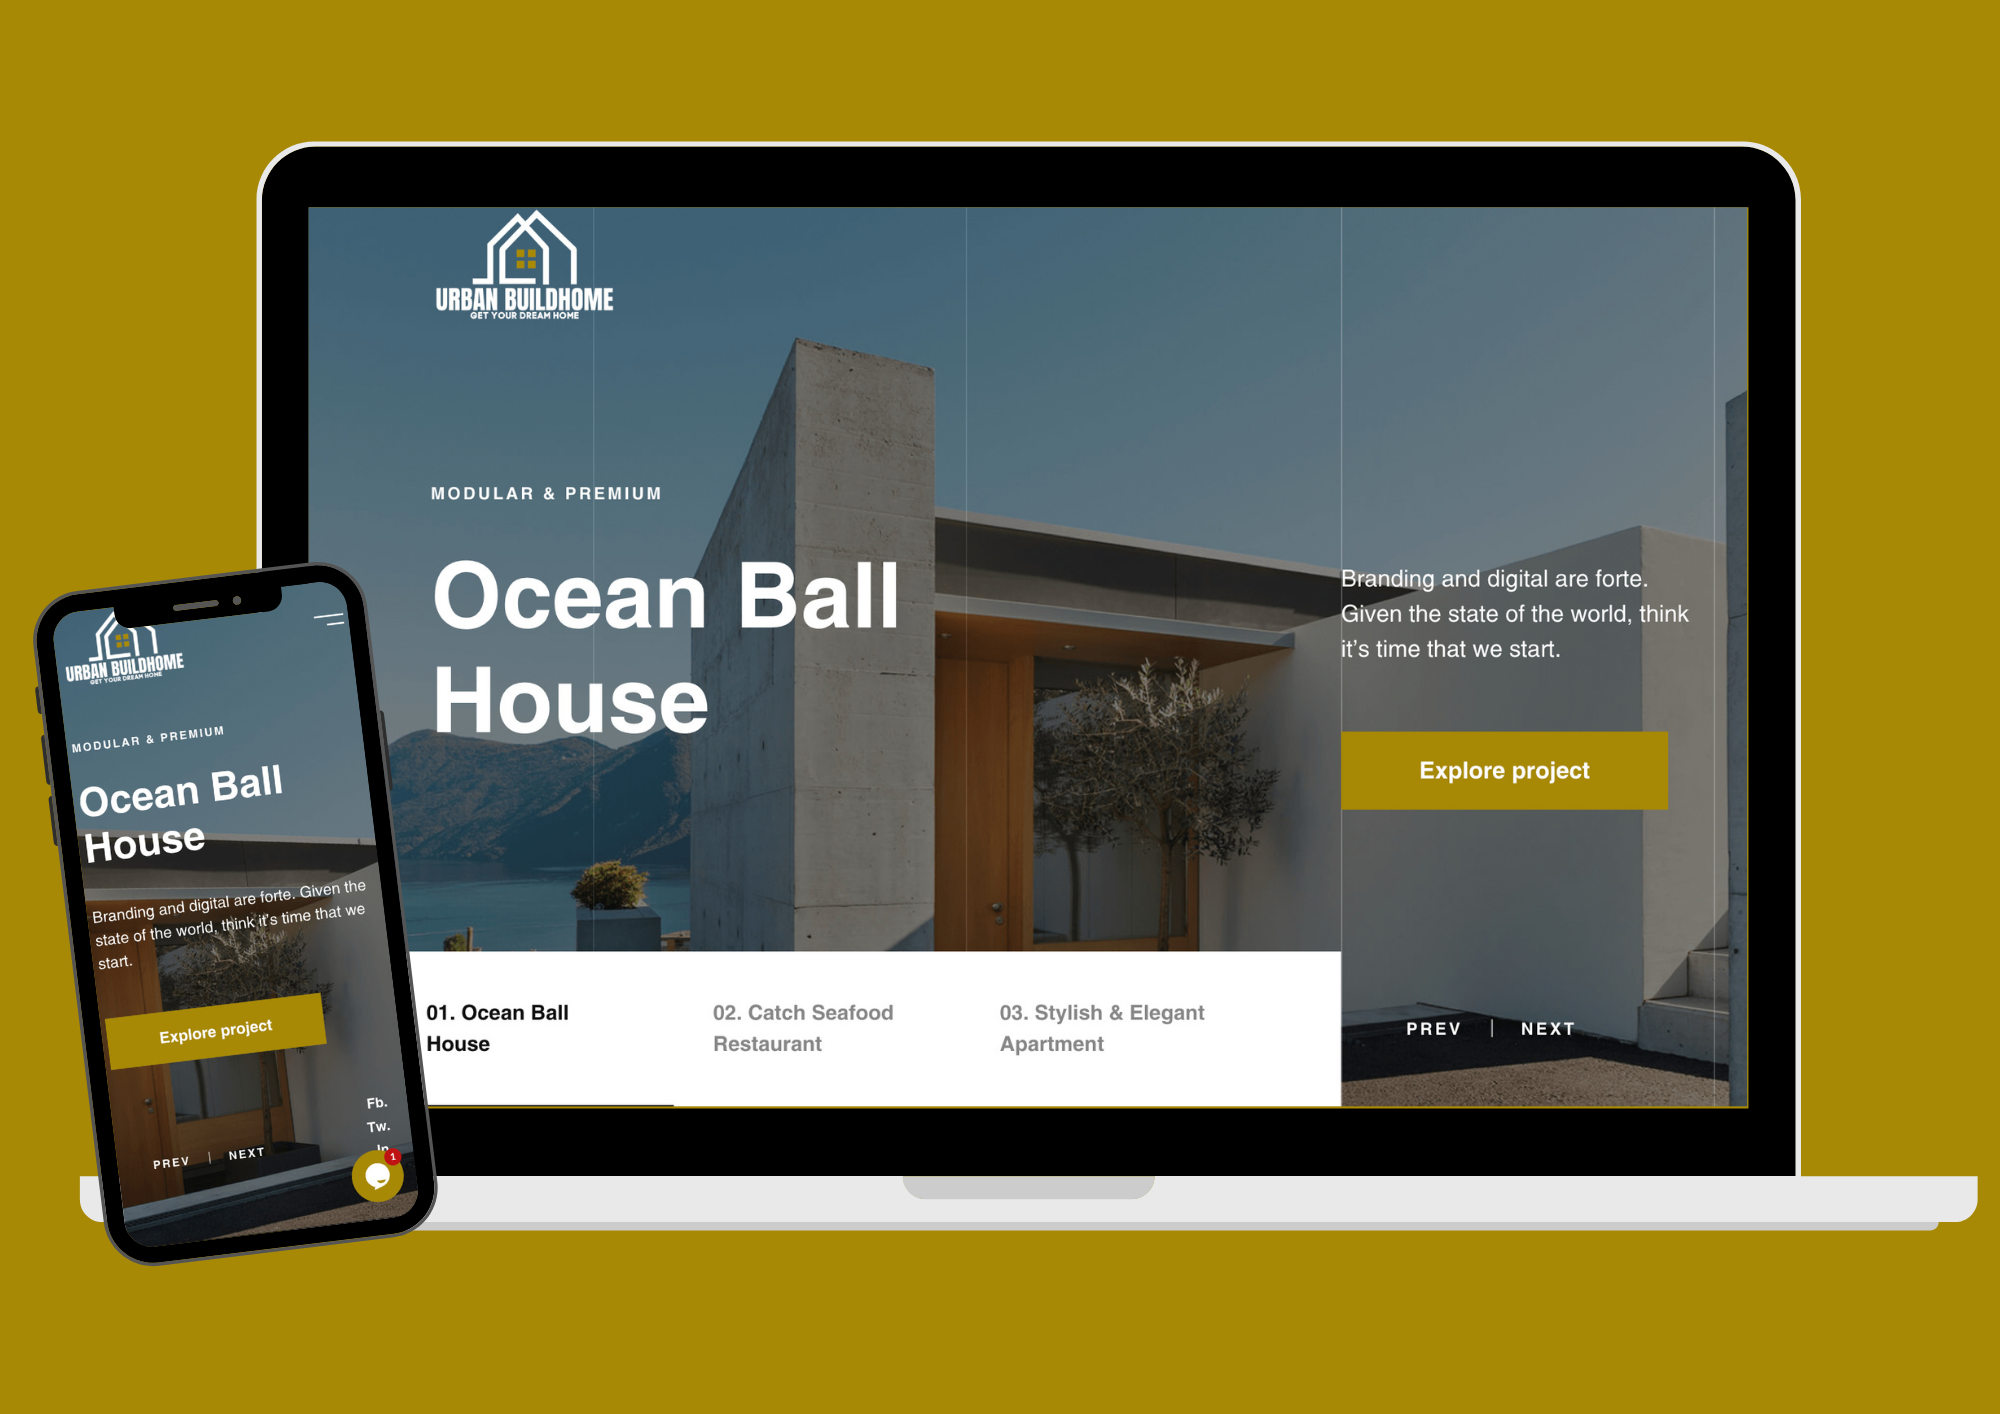 URBAN BUILDHOME
GET YOUR DREAM HOME
MODULAR & PREMIUM
Ocean Ball
House
Branding and digital are forte.
Given the state of the world, think
it’s time that we start.
Explore project
01. Ocean Ball
House
02. Catch Seafood
Restaurant
03. Stylish & Elegant
Apartment
PREV | NEXT
URBAN BUILDHOME
GET YOUR DREAM HOME
MODULAR & PREMIUM
Ocean Ball
House
Branding and digital are forte. Given the
state of the world, think it’s time that we
start.
Explore project
Fb.
Tw.
In
PREV | NEXT
1